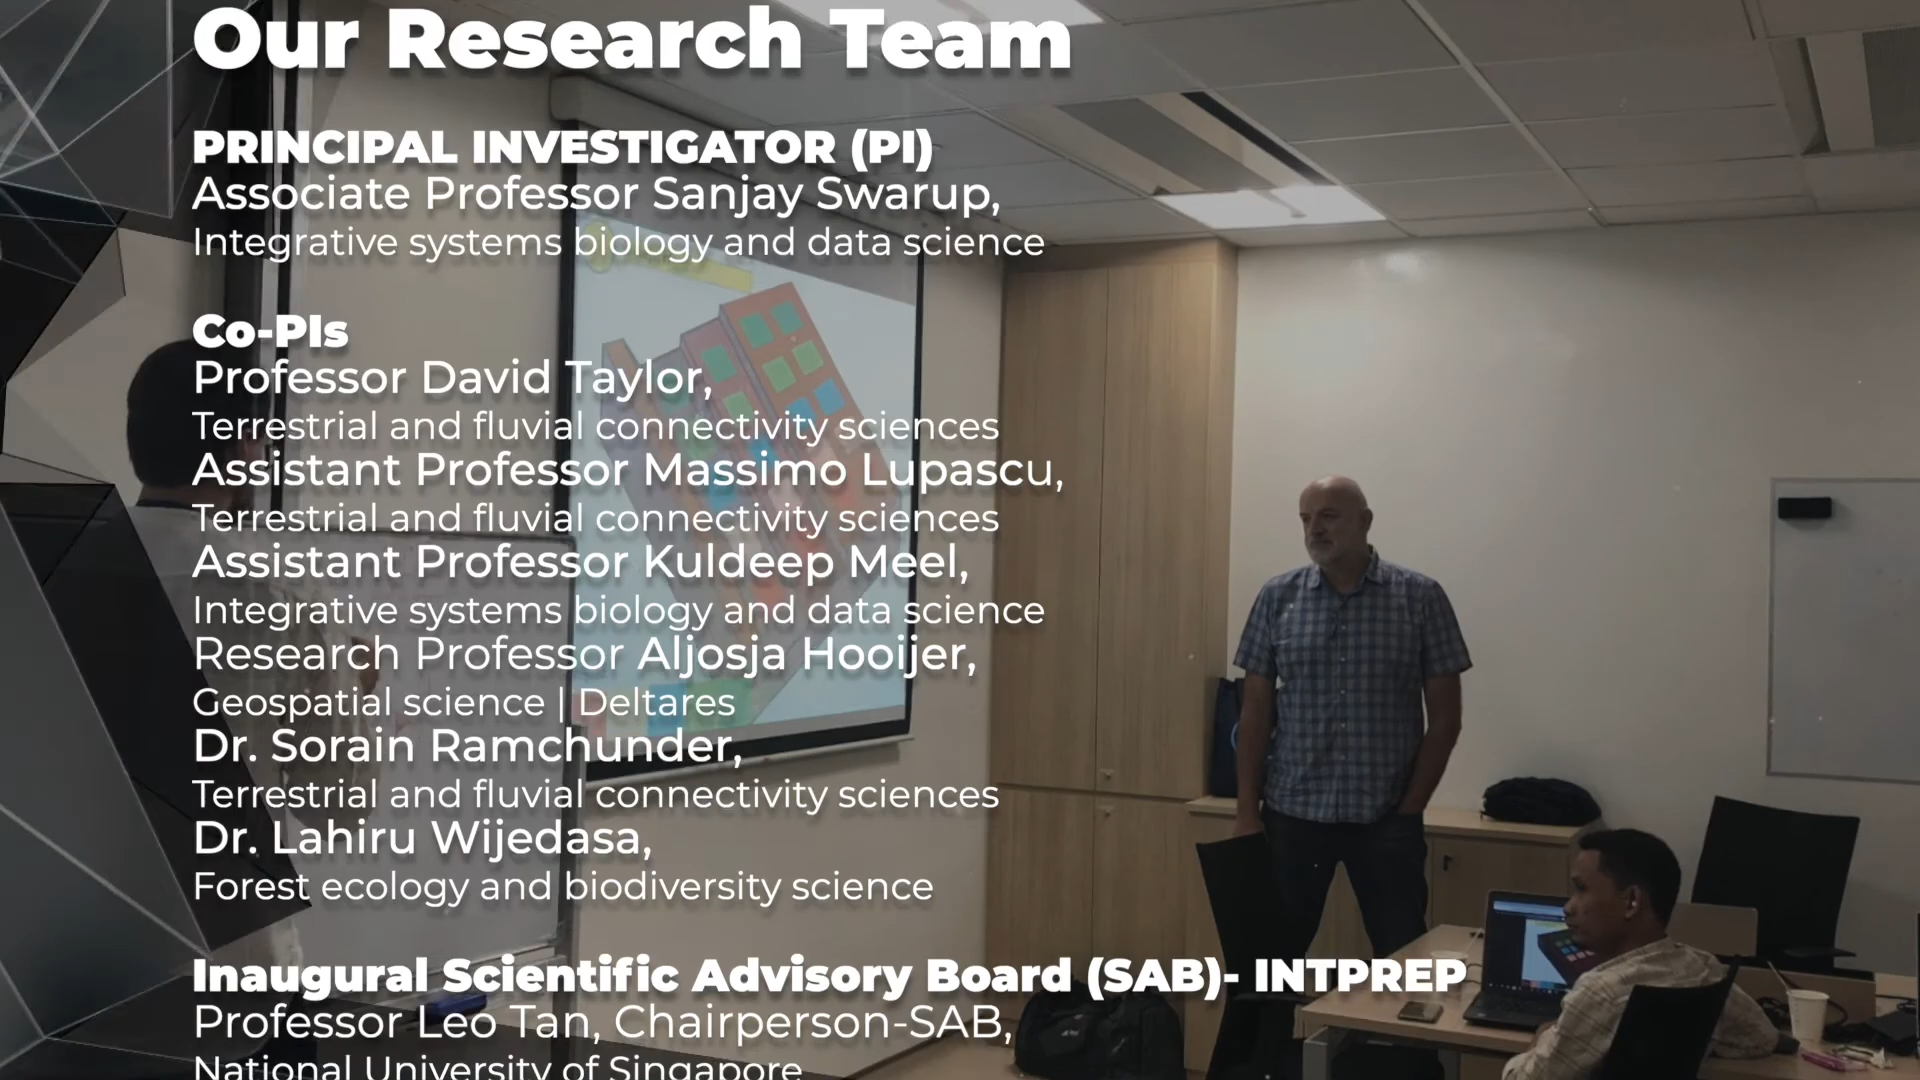 Our Research Team
PRINCIPAL INVESTIGATOR (PI)
Associate Professor Sanjay Swarup,
Integrative systems biology and data science
Co-PIs
Professor David Taylor,
Terrestrial and fluvial connectivity sciences
Assistant Professor Massimo Lupascu,
Terrestrial and fluvial connectivity sciences
Assistant Professor Kuldeep Meel,
Integrative systems biology and data science
Research Professor Aljosja Hooijer,
Geospatial science | Deltares
Dr. Sorain Ramchunder,
Terrestrial and fluvial connectivity sciences
Dr. Lahiru Wijedasa,
Forest ecology and biodiversity science
Inaugural Scientific Advisory Board (SAB)- INTPREP
Professor Leo Tan, Chairperson-SAB,
National University of Singapore